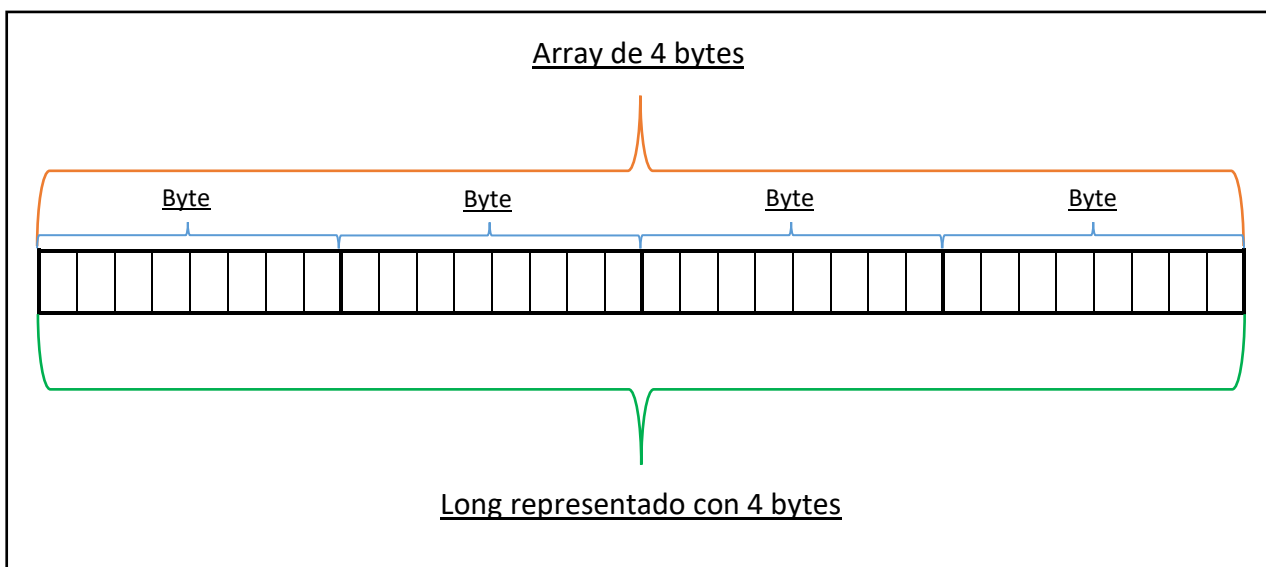 Array de 4 bytes
Byte
Byte
Byte
Byte
Long representado con 4 bytes